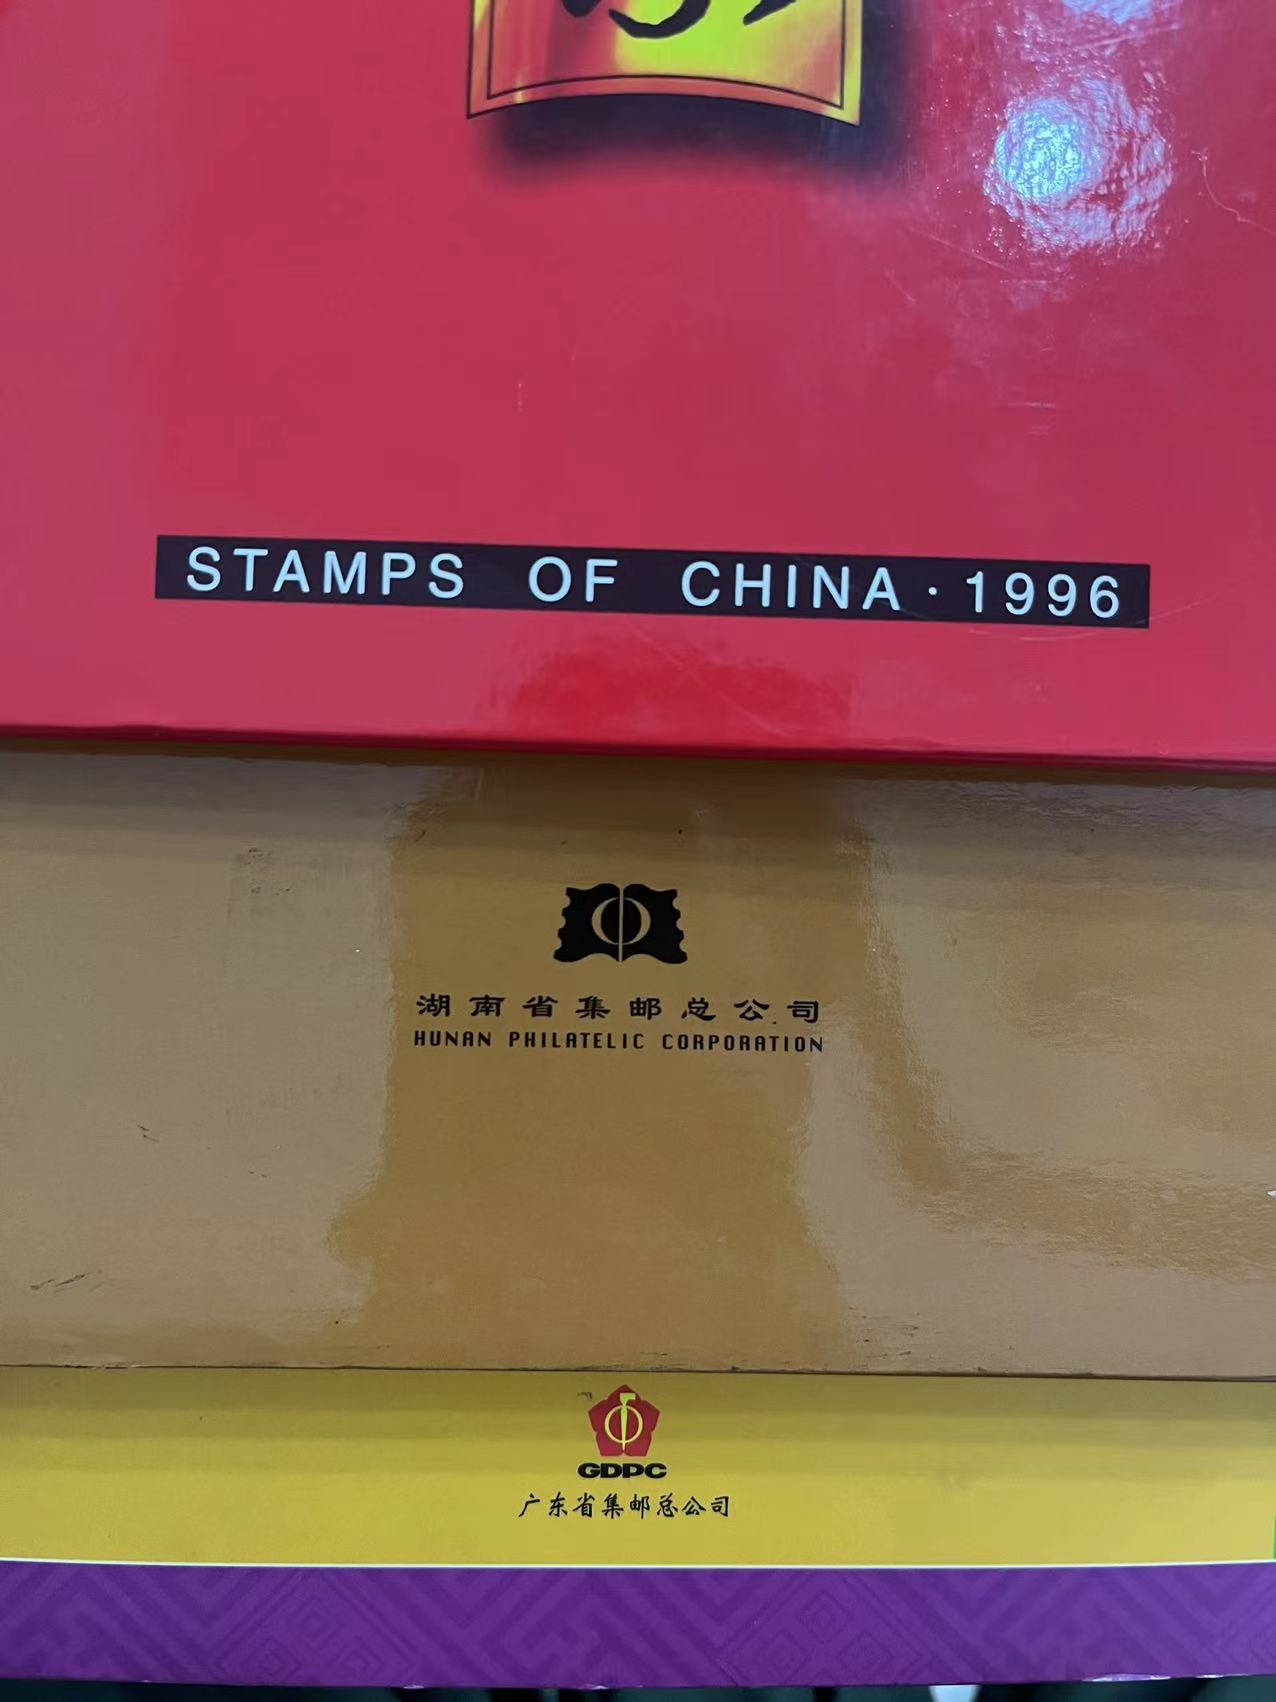 STAMPS OF CHINA · 1996
湖南省集邮总公司
HUNAN PHILATELIC CORPORATION
GDPC
广东省集邮总公司